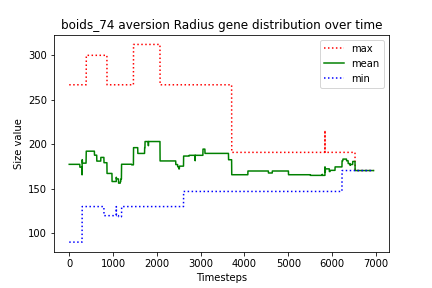 boids_74 aversion Radius gene distribution over time
max
mean
min
300
250
200
150
100
Size value
0 1000 2000 3000 4000 5000 6000 7000
Timesteps